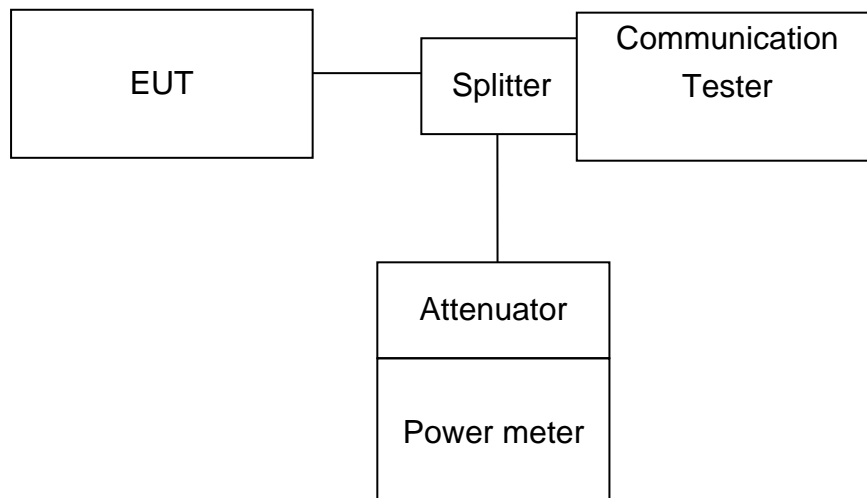 EUT
Splitter
Communication
Tester
Attenuator
Power meter